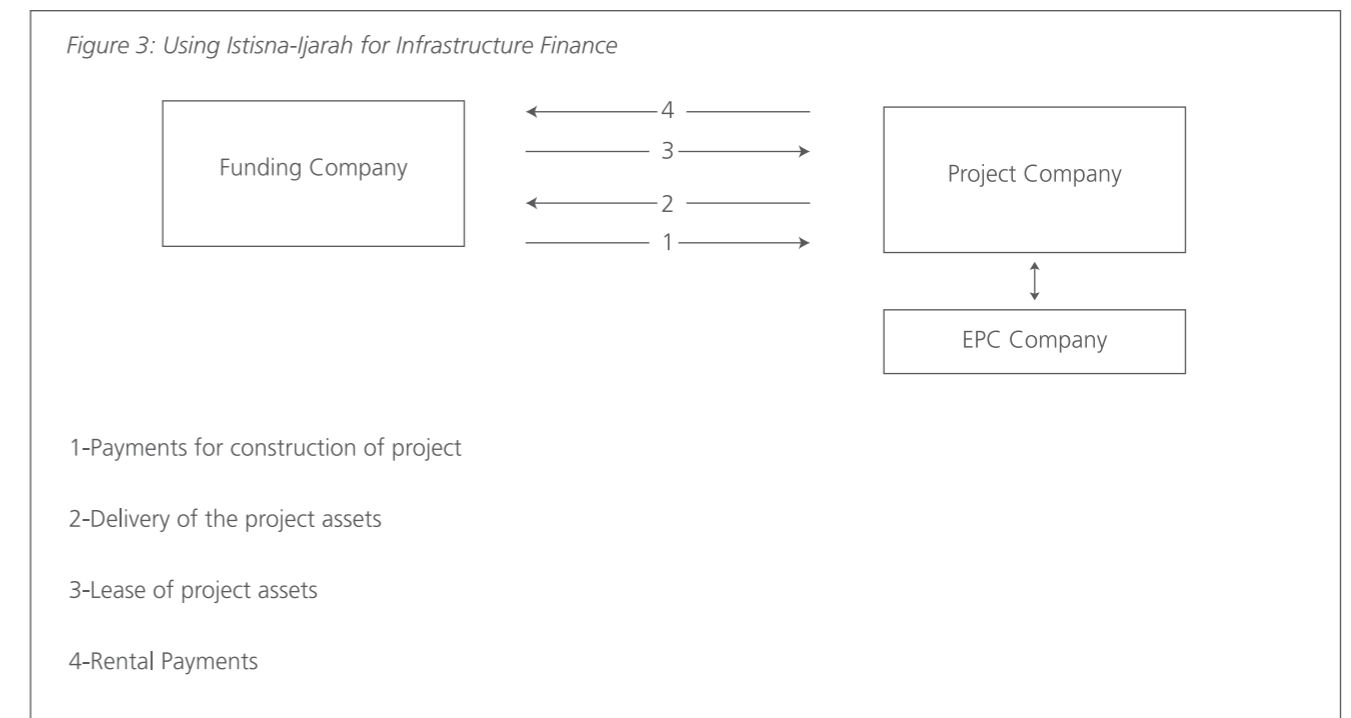 Figure 3: Using Istisna-Ijarah for Infrastructure Finance
Funding Company
4
3
2
1
Project Company
EPC Company
1-Payments for construction of project
2-Delivery of the project assets
3-Lease of project assets
4-Rental Payments